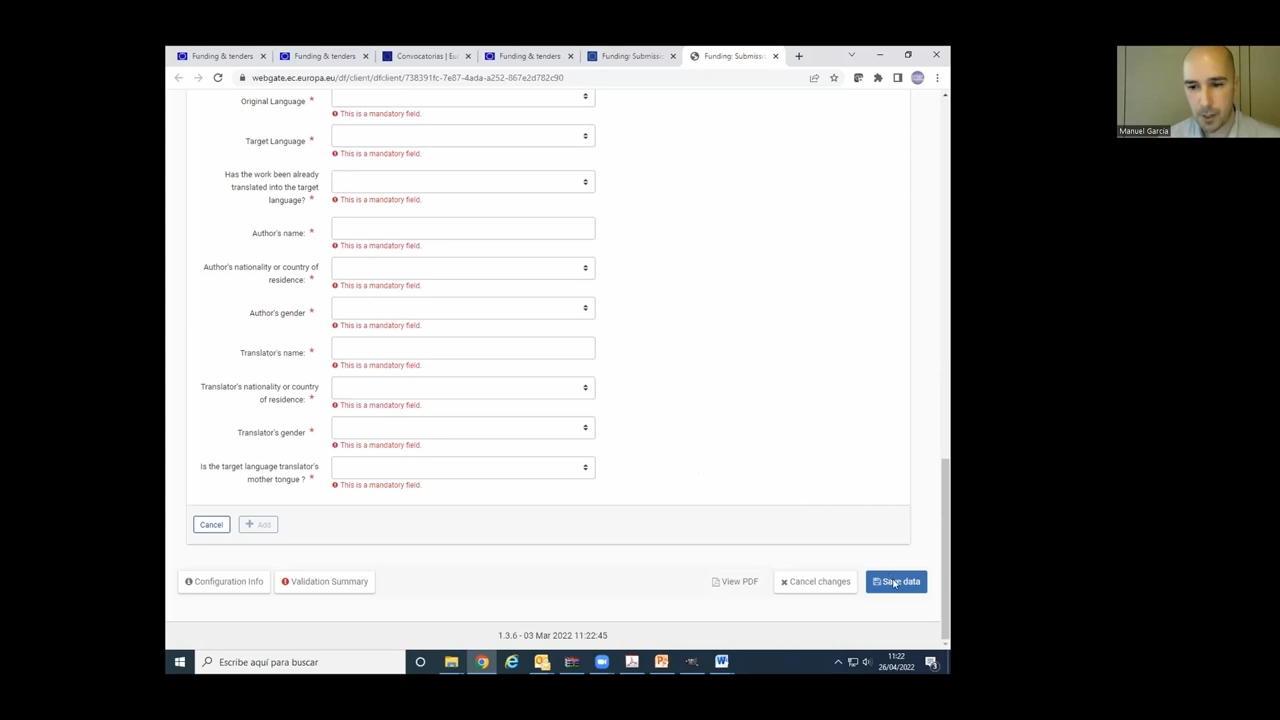 Funding & tenders
Funding & tenders
Convocatorias | Eu
Funding & tenders
Funding: Submissi
Funding: Submissi
webgate.ec.europa.eu/df/client/dfclient/738391fc-7e87-4ada-a252-867e2d782c90
Manuel Garcia
Original Language *
This is a mandatory field.
Target Language *
This is a mandatory field.
Has the work been already
translated into the target
language? *
This is a mandatory field.
Author's name: *
This is a mandatory field.
Author's nationality or country of
residence: *
This is a mandatory field.
Author's gender *
This is a mandatory field.
Translator's name: *
This is a mandatory field.
Translator's nationality or country
of residence: *
This is a mandatory field.
Translator's gender *
This is a mandatory field.
Is the target language translator's
mother tongue ? *
This is a mandatory field.
Cancel
+ Add
Configuration Info
Validation Summary
View PDF
Cancel changes
Save data
1.3.6 - 03 Mar 2022 11:22:45
Escribe aquí para buscar
11:22
26/04/2022
3